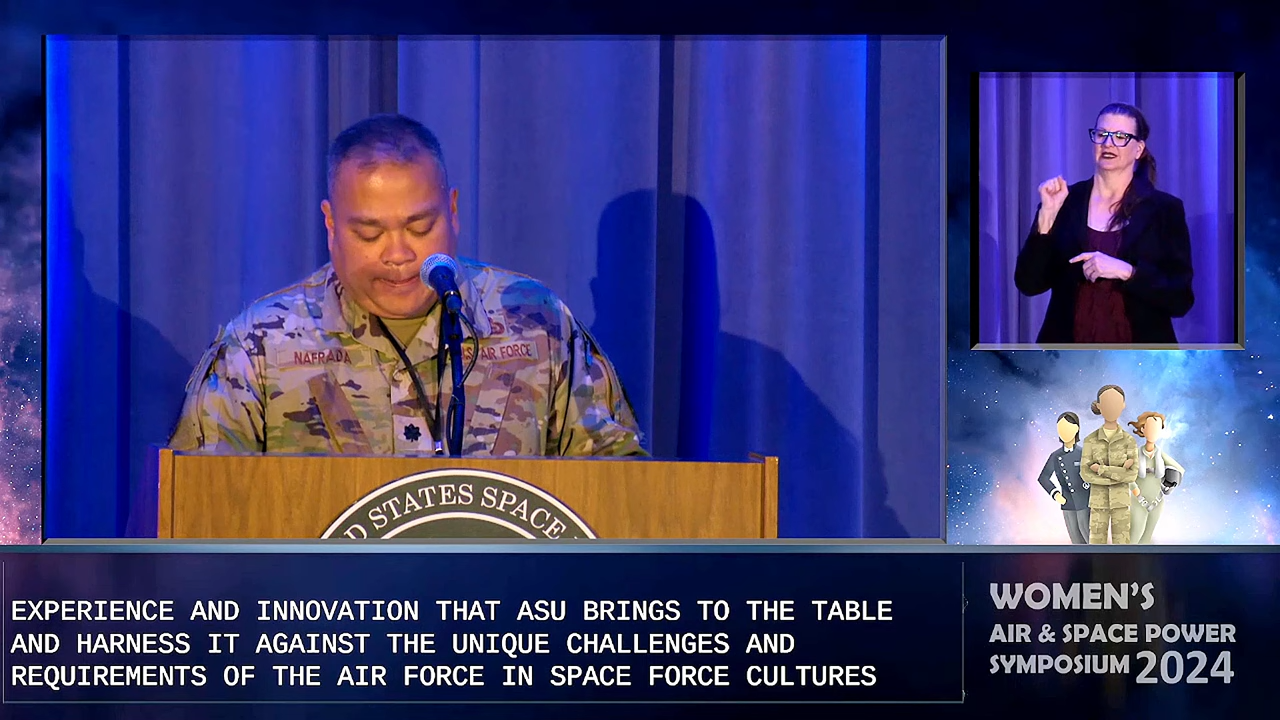 NAFRADA
U.S. AIR FORCE
D STATES SPACE
EXPERIENCE AND INNOVATION THAT ASU BRINGS TO THE TABLE
AND HARNESS IT AGAINST THE UNIQUE CHALLENGES AND
REQUIREMENTS OF THE AIR FORCE IN SPACE FORCE CULTURES
WOMEN'S
AIR & SPACE POWER
SYMPOSIUM 2024